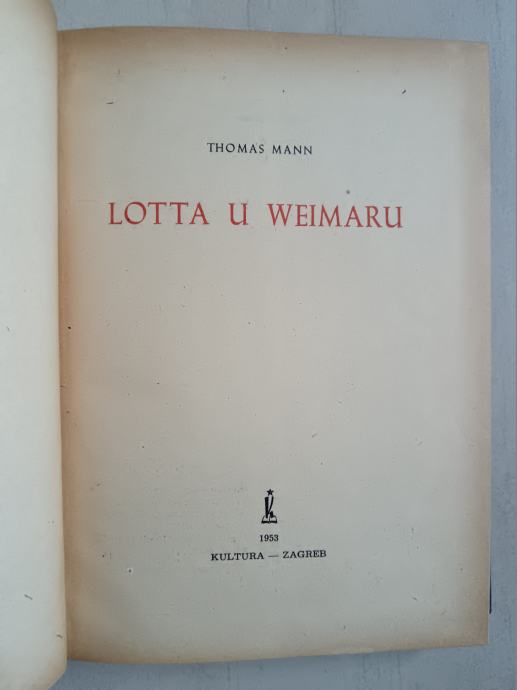 THOMAS MANN
LOTTA U WEIMARU
1953
KULTURA — ZAGREB